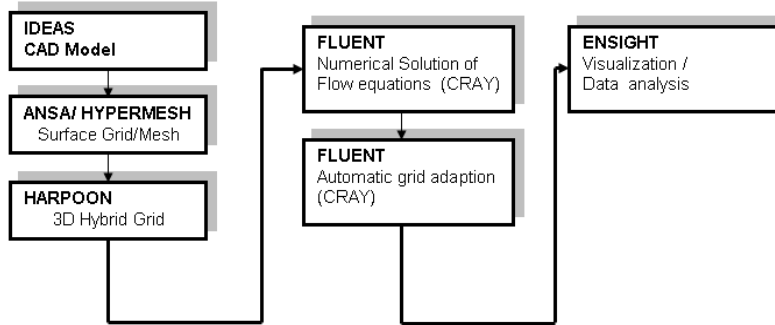 IDEAS
CAD Model
ANSA/ HYPERMESH
Surface Grid/Mesh
HARPOON
3D Hybrid Grid
FLUENT
Numerical Solution of
Flow equations (CRAY)
FLUENT
Automatic grid adaption
(CRAY)
ENSIGHT
Visualization /
Data analysis